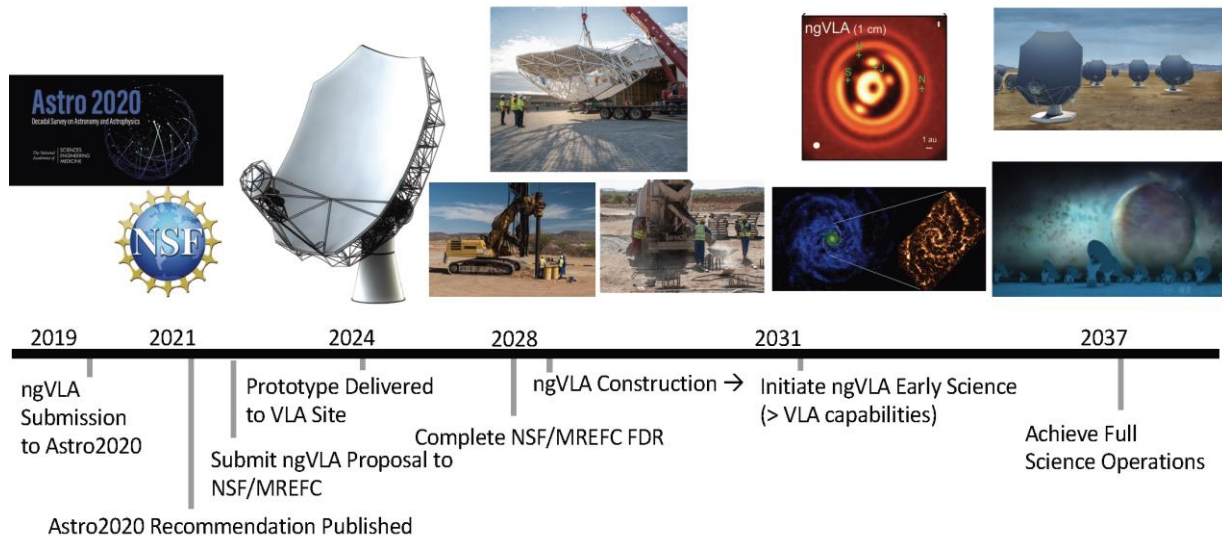 Astro 2020
Decadal Survey on Astronomy and Astrophysics
The National Academies of
SCIENCES
ENGINEERING
MEDICINE
NSF
ngVLA (1 cm)
U
S
J
N
1 au
2019
2021
2024
2028
2031
2037
ngVLA
Submission
to Astro2020
Prototype Delivered
to VLA Site
ngVLA Construction →
Initiate ngVLA Early Science
(> VLA capabilities)
Complete NSF/MREFC FDR
Achieve Full
Science Operations
Submit ngVLA Proposal to
NSF/MREFC
Astro2020 Recommendation Published